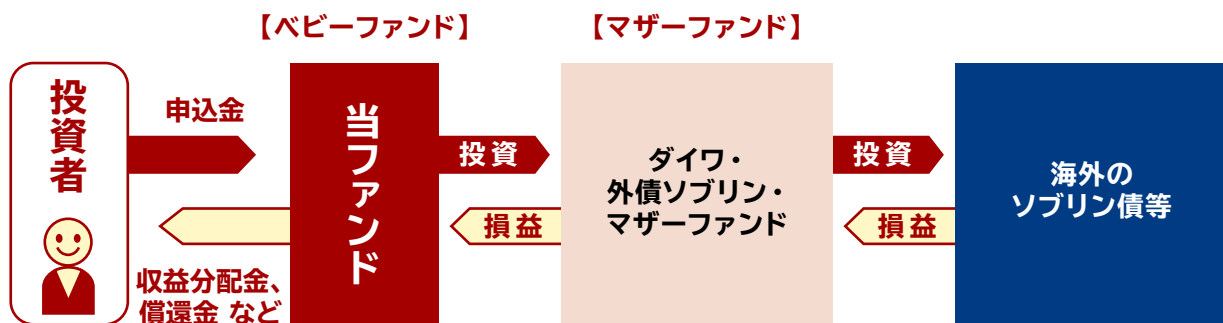 【ベビーファンド】
【マザーファンド】
投資者
申込金
収益分配金、
償還金 など
当ファンド
投資
損益
ダイワ・
外債ソブリン・
マザーファンド
投資
損益
海外の
ソブリン債等